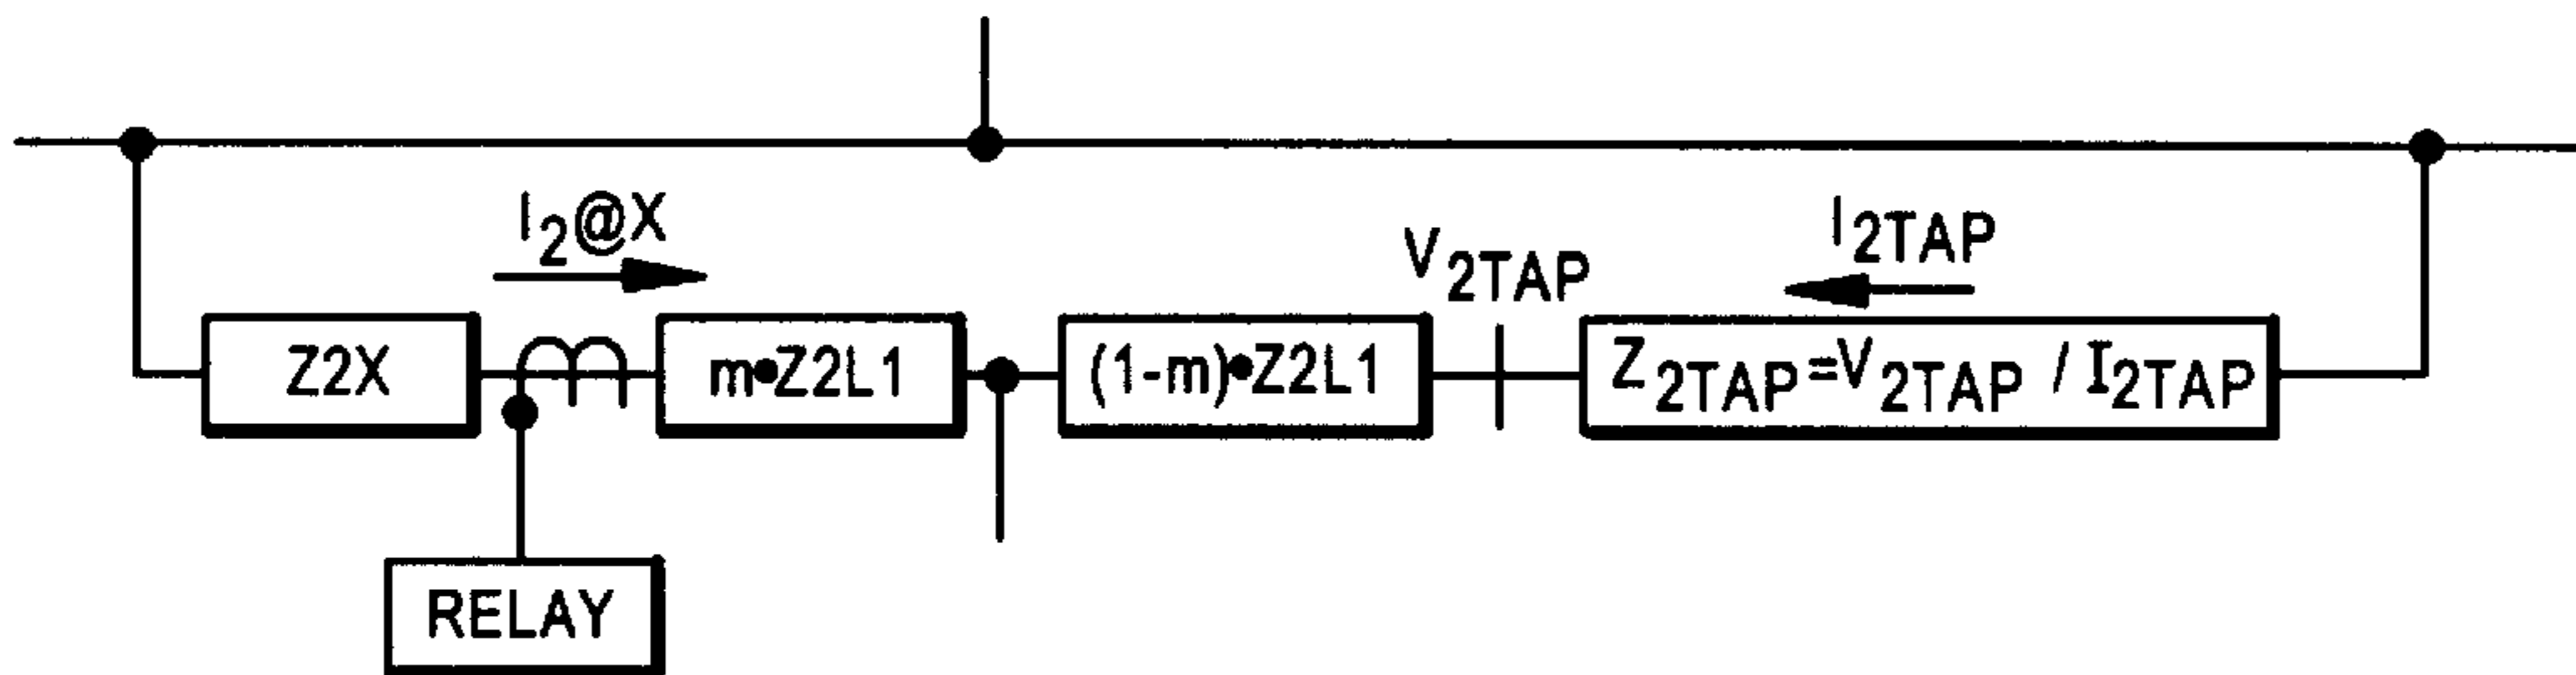 I2@X
V2TAP
I2TAP
Z2X
m•Z2L1
(1-m)•Z2L1
Z2TAP=V2TAP / I2TAP
RELAY